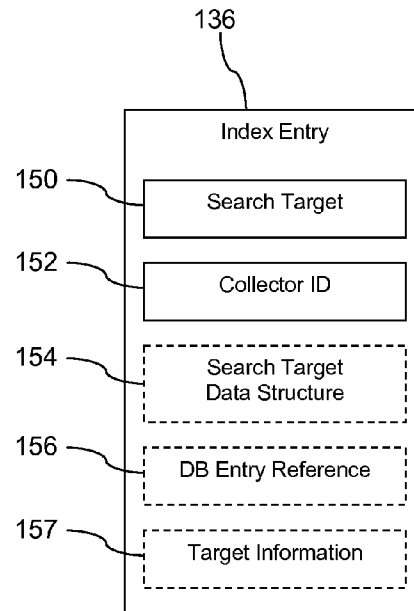 136
Index Entry
150
Search Target
152
Collector ID
154
Search Target
Data Structure
156
DB Entry Reference
157
Target Information